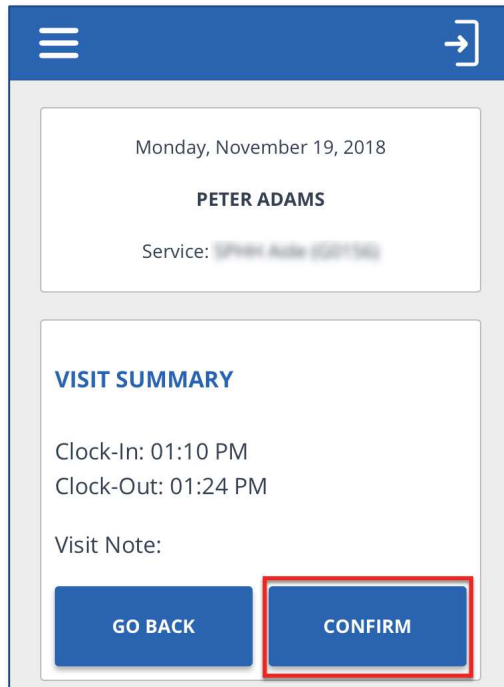 Monday, November 19, 2018
PETER ADAMS
Service:
VISIT SUMMARY
Clock-In: 01:10 PM
Clock-Out: 01:24 PM
Visit Note:
GO BACK
CONFIRM